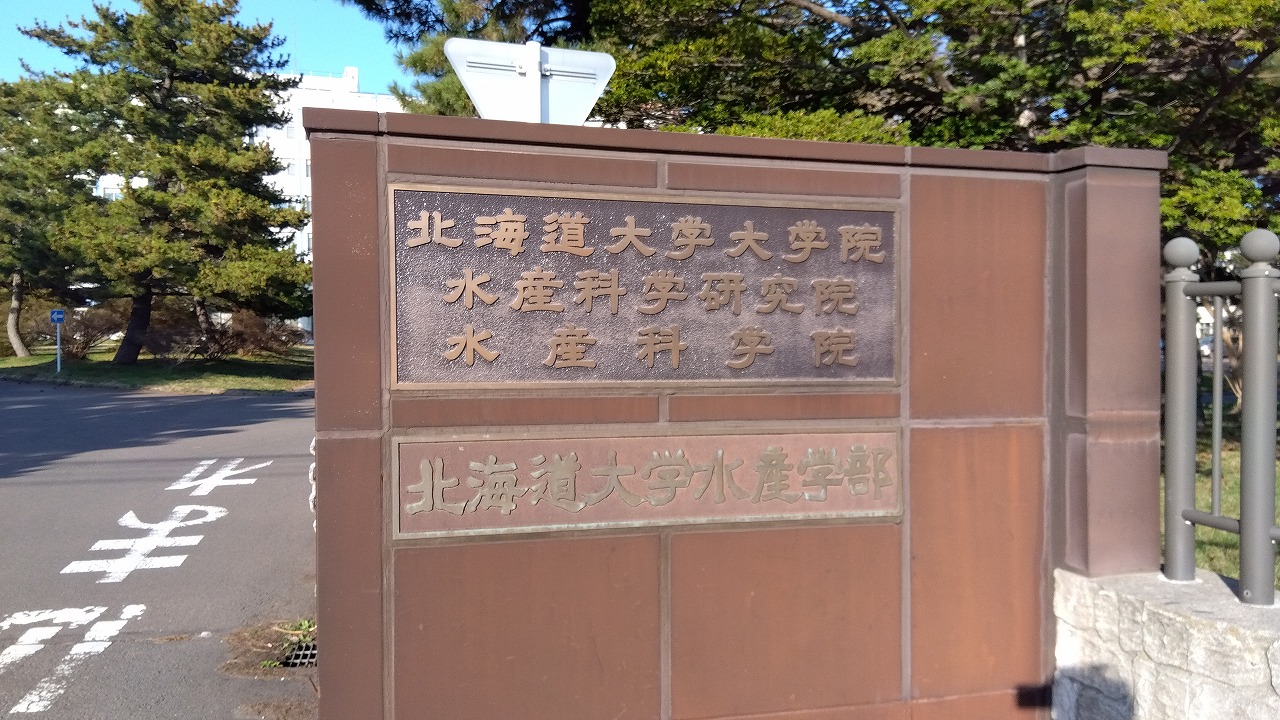 北海道大学大学院
水産科学研究院
水産科学院
北海道大学水産学部